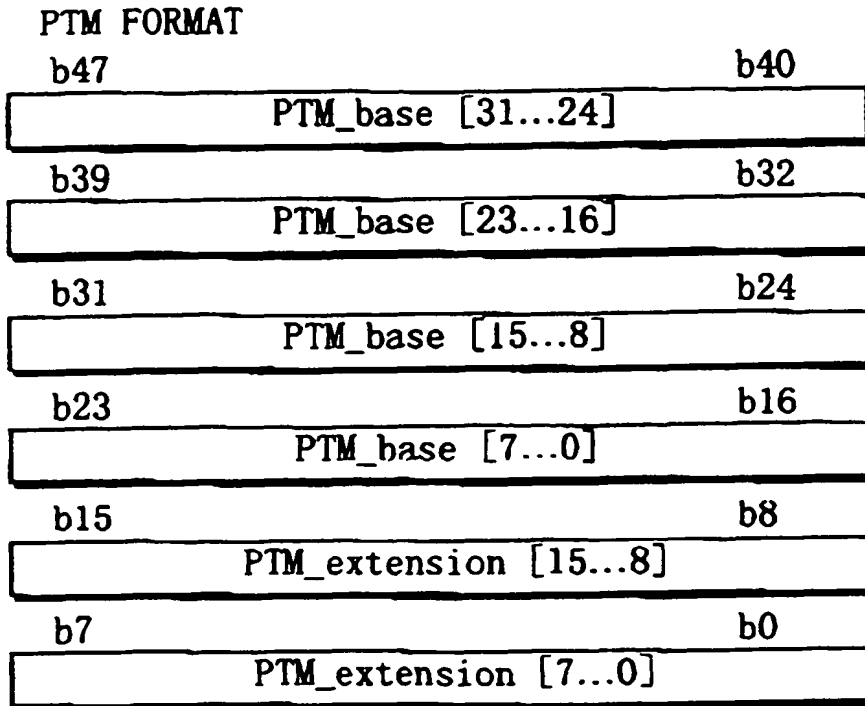 PTM FORMAT
b47 b40
PTM_base [31...24]
b39 b32
PTM_base [23...16]
b31 b24
PTM_base [15...8]
b23 b16
PTM_base [7...0]
b15 b8
PTM_extension [15...8]
b7 b0
PTM_extension [7...0]